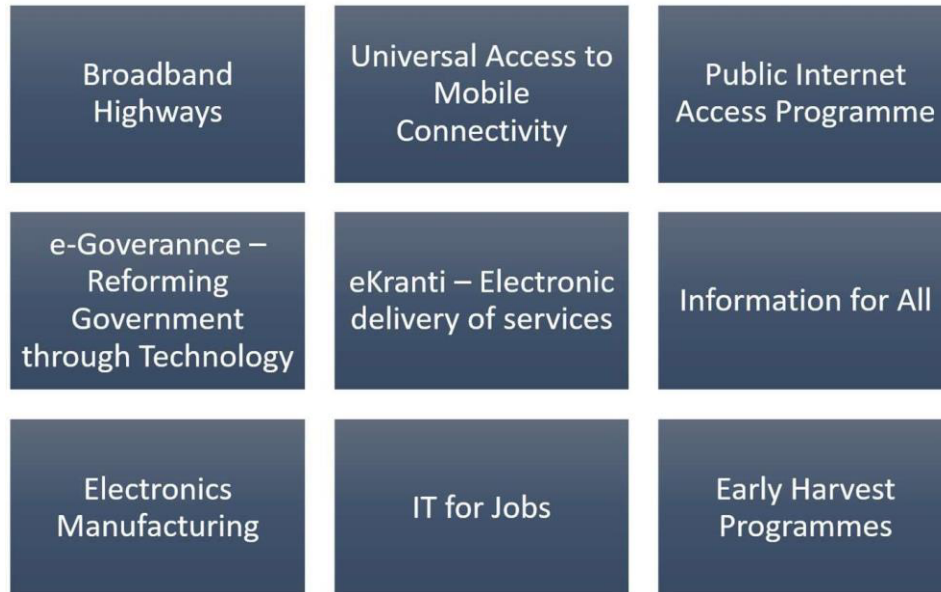 Broadband
Highways
Universal Access to
Mobile
Connectivity
Public Internet
Access Programme
e-Goverannce –
Reforming
Government
through Technology
eKranti – Electronic
delivery of services
Information for All
Electronics
Manufacturing
IT for Jobs
Early Harvest
Programmes